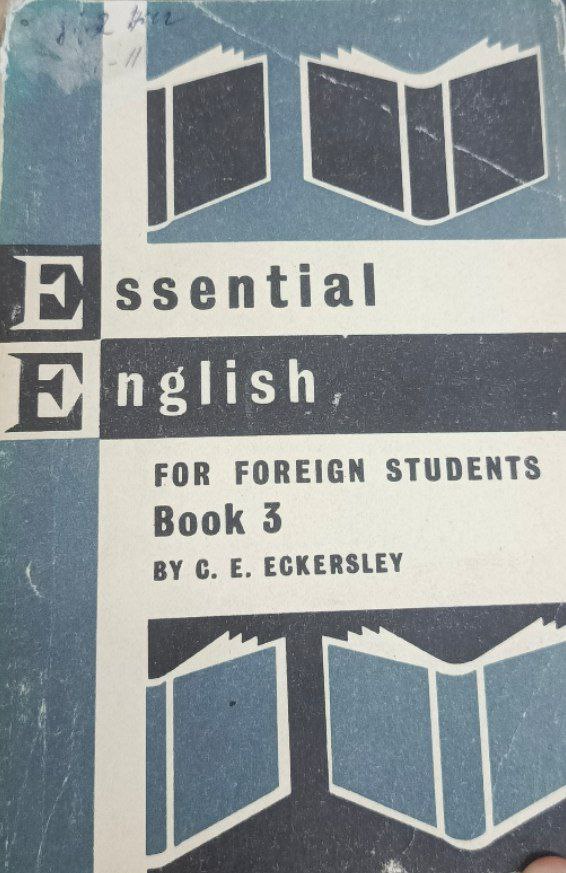 Essential
English
FOR FOREIGN STUDENTS
Book 3
BY C. E. ECKERSLEY